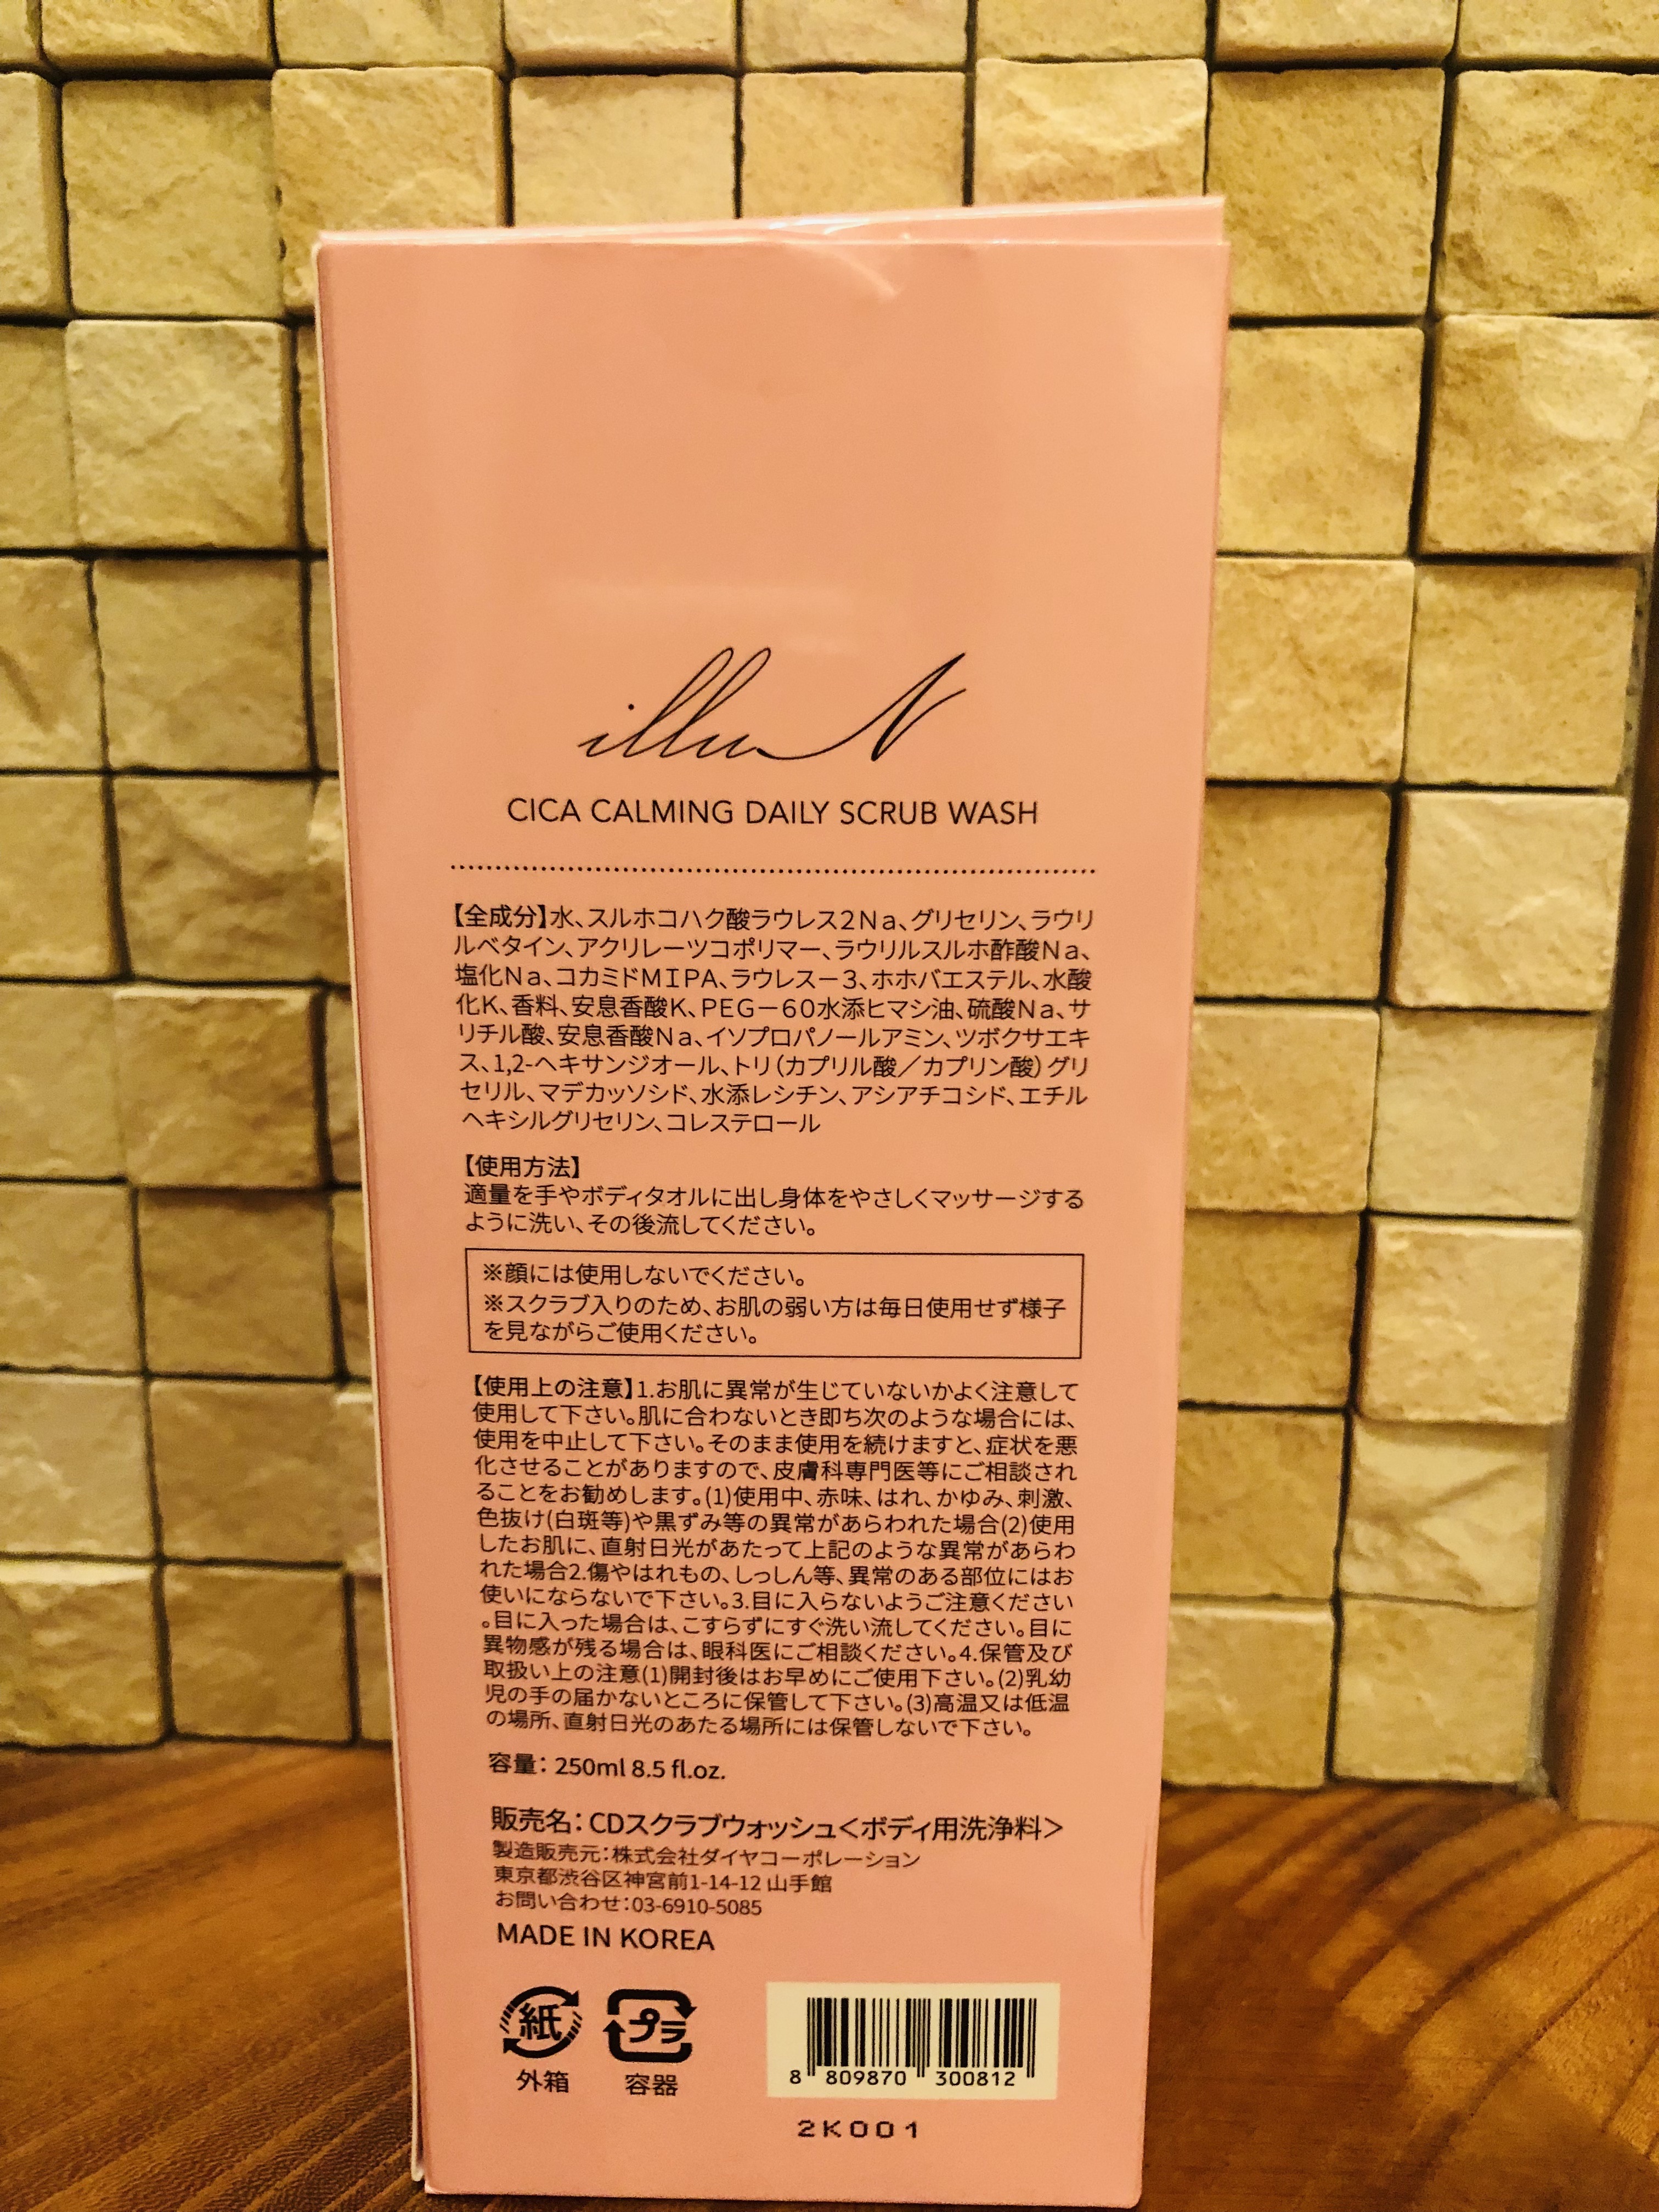 illuN
CICA CALMING DAILY SCRUB WASH
【全成分】水、スルホコハク酸ラウレス2Na、グリセリン、ラウリ
ルベタイン、アクリレーツコポリマー、ラウリルスルホ酢酸Na、
塩化Na、コカミドMIPA、ラウレス－3、ホホバエステル、水酸
化K、香料、安息香酸K、PEG－60水添ヒマシ油、硫酸Na、サ
リチル酸、安息香酸Na、イソプロパノールアミン、ツボクサエキ
ス、1,2-ヘキサンジオール、トリ（カプリル酸／カプリン酸）グリ
セリル、マデカッソシド、水添レシチン、アシアチコシド、エチル
ヘキシルグリセリン、コレステロール
【使用方法】
適量を手やボディタオルに出し身体をやさしくマッサージする
ように洗い、その後流してください。
※顔には使用しないでください。
※スクラブ入りのため、お肌の弱い方は毎日使用せず様子
を見ながらご使用ください。
【使用上の注意】1.お肌に異常が生じていないかよく注意して
使用して下さい。肌に合わないとき即ち次のような場合には、
使用を中止して下さい。そのまま使用を続けますと、症状を悪
化させることがありますので、皮膚科専門医等にご相談され
ることをお勧めします。(1)使用中、赤味、はれ、かゆみ、刺激、
色抜け(白斑等)や黒ずみ等の異常があらわれた場合(2)使用
したお肌に、直射日光があたって上記のような異常があらわ
れた場合2.傷やはれもの、しっしん等、異常のある部位にはお
使いにならないで下さい。3.目に入らないようご注意ください
。目に入った場合は、こすらずにすぐ洗い流してください。目に
異物感が残る場合は、眼科医にご相談ください。4.保管及び
取扱い上の注意(1)開封後はお早めにご使用下さい。(2)乳幼
児の手の届かないところに保管して下さい。(3)高温又は低温
の場所、直射日光のあたる場所には保管しないで下さい。
容量：250ml 8.5 fl.oz.
販売名：CDスクラブウォッシュ＜ボディ用洗浄料＞
製造販売元：株式会社ダイヤコーポレーション
東京都渋谷区神宮前1-14-12 山手館
お問い合わせ：03-6910-5085
MADE IN KOREA
紙 プラ
外箱 容器
8 809870 300812
2K001